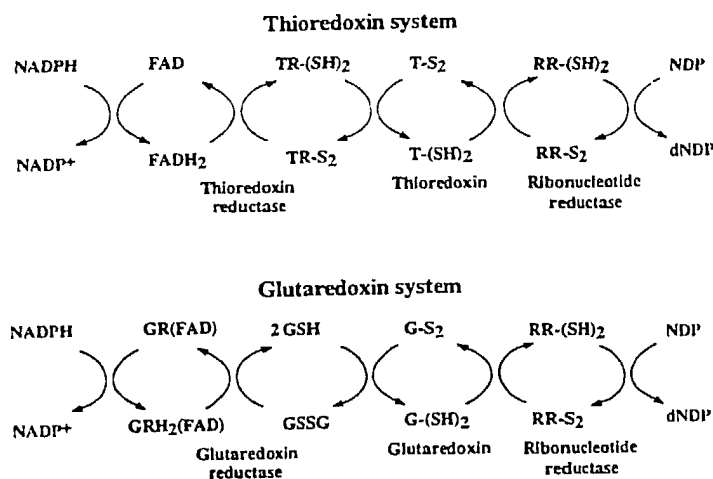 Thioredoxin system
NADPH FAD TR-(SH)2 T-S2 RR-(SH)2 NDP
NADP+ FADH2 TR-S2 T-(SH)2 RR-S2 dNDP
Thioredoxin Thioredoxin Ribonucleotide
reductase reductase
Glutaredoxin system
NADPH GR(FAD) 2 GSH G-S2 RR-(SH)2 NDP
NADP+ GRH2(FAD) GSSG G-(SH)2 RR-S2 dNDP
Glutaredoxin Glutaredoxin Ribonucleotide
reductase reductase